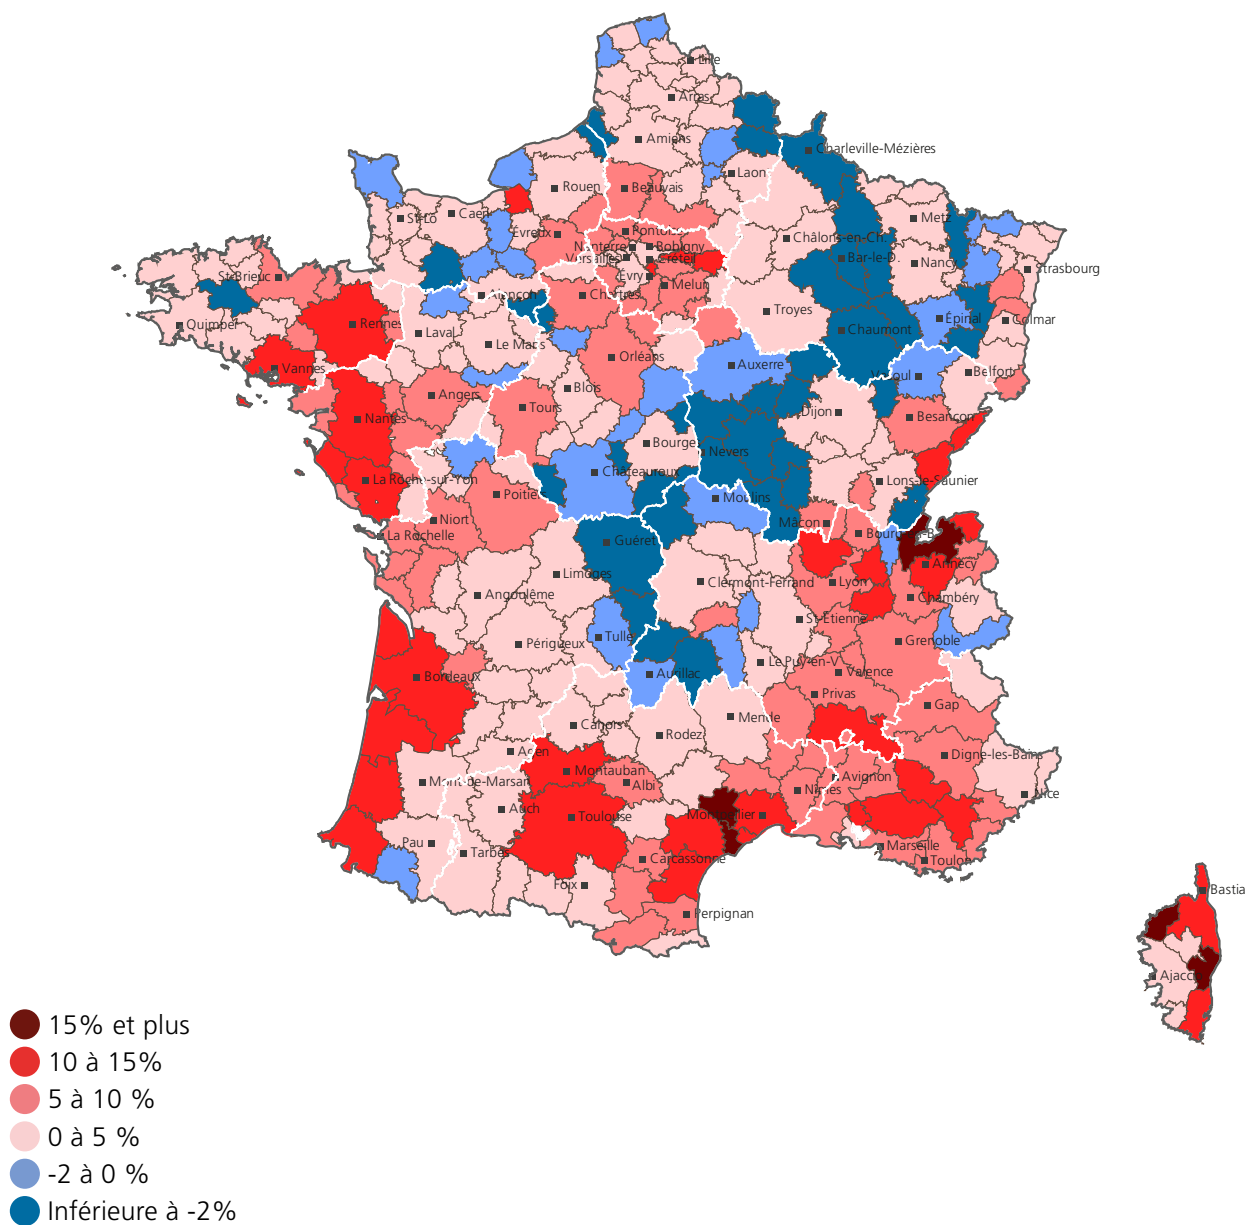 Lille
Arras
Amiens
Charleville-Mézières
Laon
Rouen
Beauvais
St-Lô
Caen
Metz
Évreux
Pontoise
Châlons-en-Ch.
Nanterre
Bobigny
Versailles
Créteil
Bar-le-D.
Nancy
Strasbourg
St-Brieuc
Évry
Melun
Alençon
Chartres
Troyes
Quimper
Rennes
Laval
Chaumont
Épinal
Colmar
Le Mans
Orléans
Vannes
Auxerre
Vesoul
Belfort
Blois
Angers
Tours
Dijon
Besançon
Nantes
Bourges
Nevers
Châteauroux
La Roche-sur-Yon
Lons-le-Saunier
Poitiers
Moulins
Niort
Mâcon
La Rochelle
Bourg-en-B.
Guéret
Annecy
Limoges
Clermont-Ferrand
Lyon
Angoulême
Chambéry
St-Etienne
Tulle
Périgueux
Grenoble
Le Puy-en-V.
Bordeaux
Aurillac
Valence
Privas
Gap
Cahors
Mende
Rodez
Agen
Digne-les-Bains
Montauban
Mont-de-Marsan
Albi
Avignon
Nîmes
Nice
Auch
Toulouse
Montpellier
Pau
Tarbes
Marseille
Carcassonne
Toulon
Foix
Bastia
Perpignan
Ajaccio
15% et plus
10 à 15%
5 à 10 %
0 à 5 %
-2 à 0 %
Inférieure à -2%